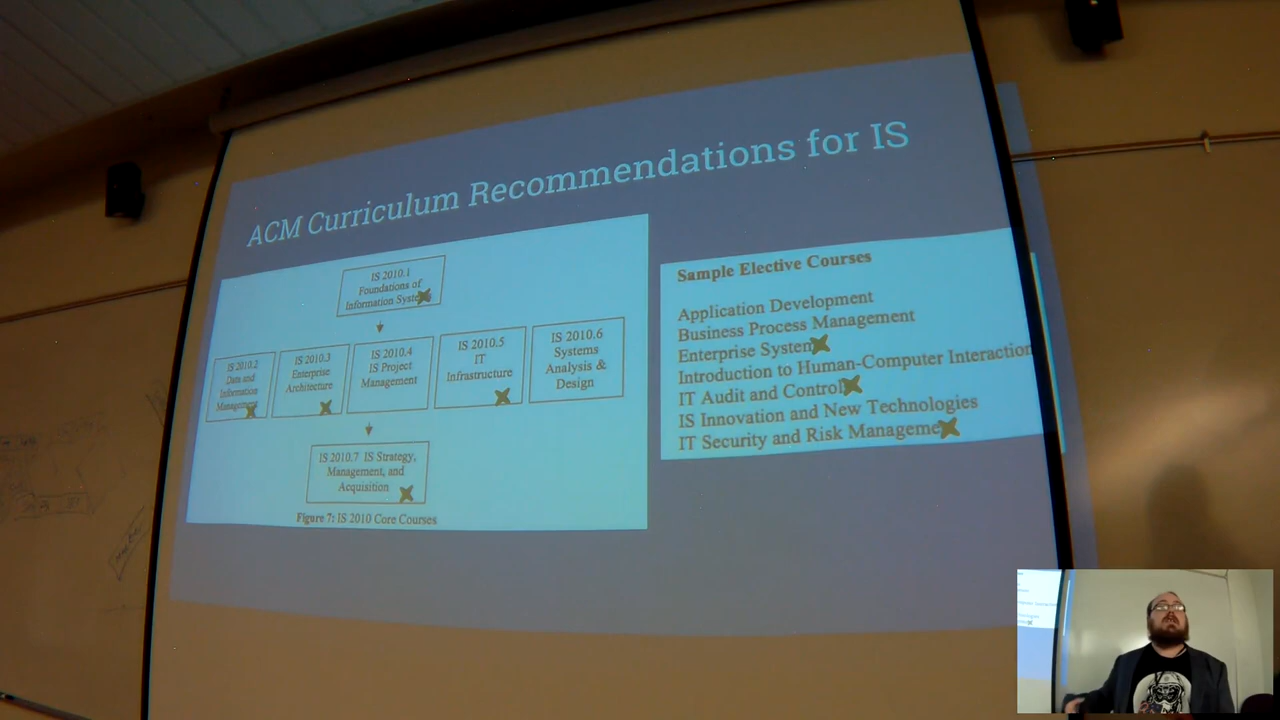 ACM Curriculum Recommendations for IS
IS 2010.1
Foundations of
Information Syste
IS 2010.2
Data and
Information
Management
IS 2010.3
Enterprise
Architecture
IS 2010.4
IS Project
Management
IS 2010.5
IT
Infrastructure
IS 2010.6
Systems
Analysis &
Design
IS 2010.7 IS Strategy,
Management, and
Acquisition
Figure 7: IS 2010 Core Courses
Sample Elective Courses
Application Development
Business Process Management
Enterprise System
Introduction to Human-Computer Interaction
IT Audit and Control
IS Innovation and New Technologies
IT Security and Risk Manageme